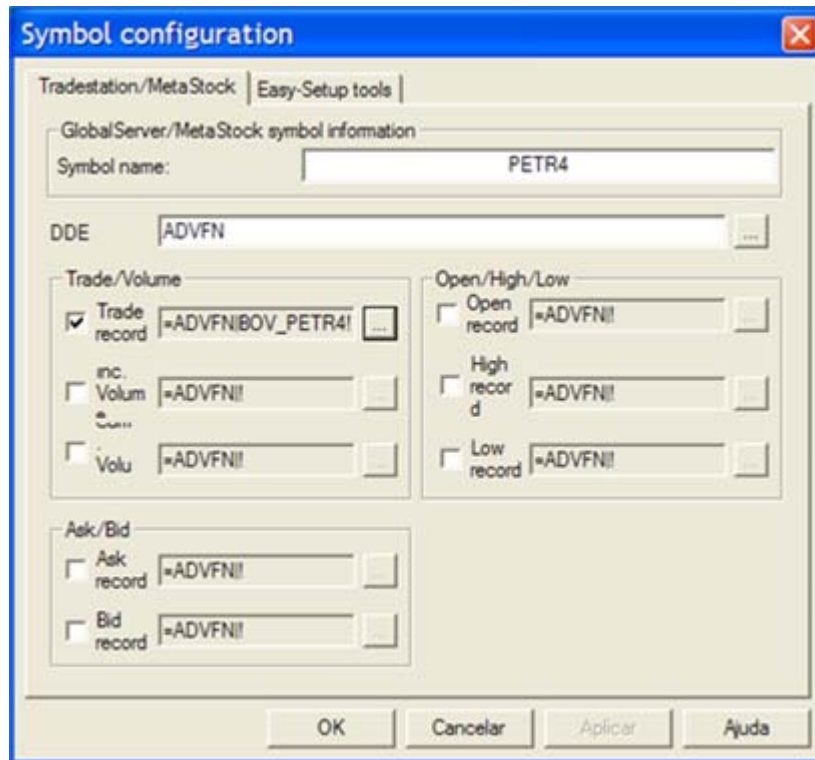 Symbol configuration
Tradestation/MetaStock
Easy-Setup tools
GlobalServer/MetaStock symbol information
Symbol name:
PETR4
DDE
ADVFN
...
Trade/Volume
Trade
record
=ADVFN|BOV_PETR4!
...
Inc.
Volum
=ADVFN|!
...
Volu
=ADVFN|!
...
Open/High/Low
Open
record
=ADVFN|!
...
High
recor
d
=ADVFN|!
...
Low
record
=ADVFN|!
...
Ask/Bid
Ask
record
=ADVFN|!
...
Bid
record
=ADVFN|!
...
OK
Cancelar
Aplicar
Ajuda